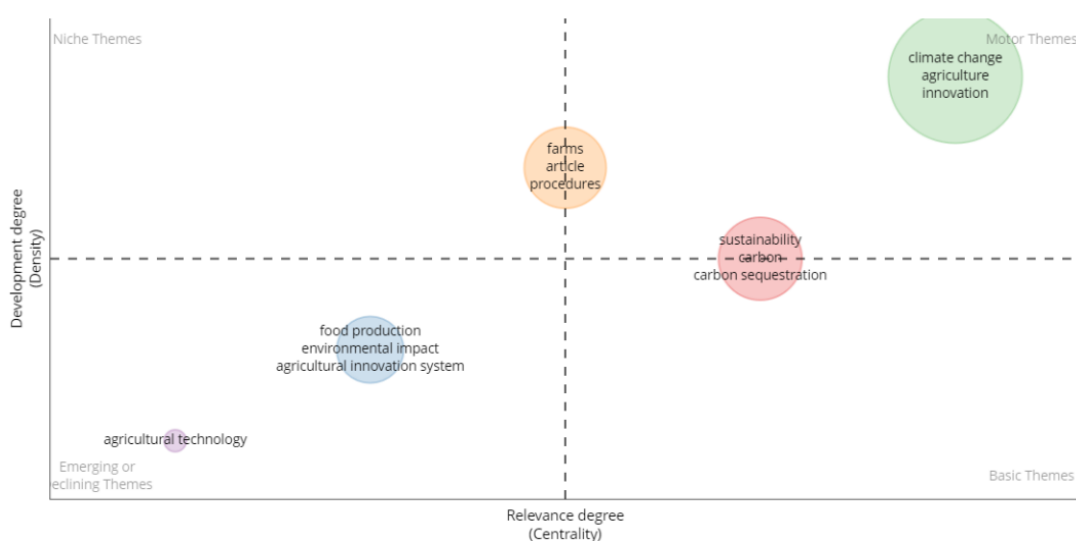 Niche Themes
Motor Themes
climate change
agriculture
innovation
farms
article
procedures
sustainability
carbon
carbon sequestration
Development degree
(Density)
food production
environmental impact
agricultural innovation system
agricultural technology
Emerging or
eclining Themes
Basic Themes
Relevance degree
(Centrality)